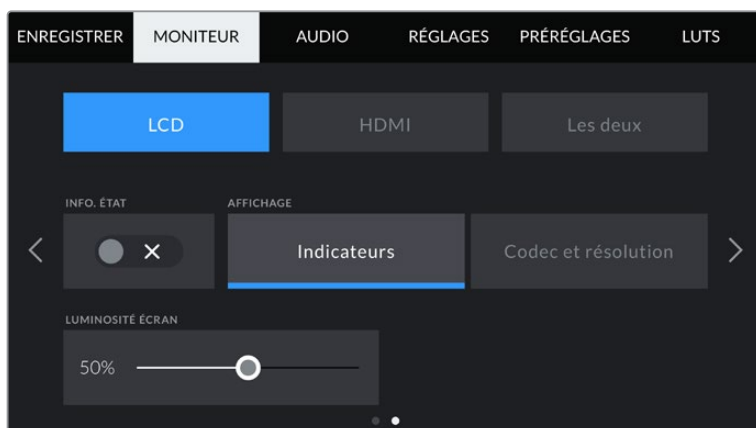 ENREGISTRER MONITEUR AUDIO RÉGLAGES PRÉRÉGLAGES LUTS
LCD HDMI Les deux
INFO. ÉTAT AFFICHAGE
Indicateurs Codec et résolution
LUMINOSITÉ ÉCRAN
50%